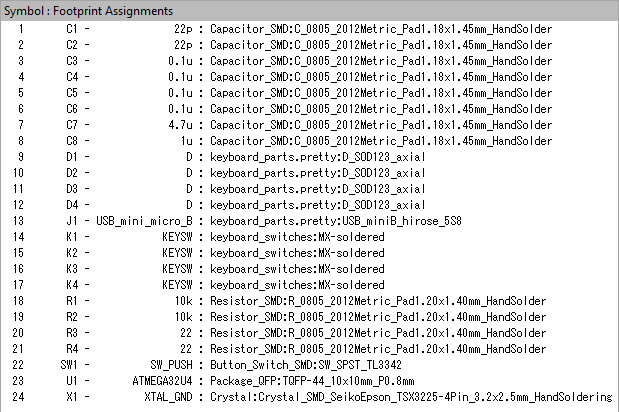 Symbol : Footprint Assignments
1 C1 - 22p : Capacitor_SMD:C_0805_2012Metric_Pad1.18x1.45mm_HandSolder
2 C2 - 22p : Capacitor_SMD:C_0805_2012Metric_Pad1.18x1.45mm_HandSolder
3 C3 - 0.1u : Capacitor_SMD:C_0805_2012Metric_Pad1.18x1.45mm_HandSolder
4 C4 - 0.1u : Capacitor_SMD:C_0805_2012Metric_Pad1.18x1.45mm_HandSolder
5 C5 - 0.1u : Capacitor_SMD:C_0805_2012Metric_Pad1.18x1.45mm_HandSolder
6 C6 - 0.1u : Capacitor_SMD:C_0805_2012Metric_Pad1.18x1.45mm_HandSolder
7 C7 - 4.7u : Capacitor_SMD:C_0805_2012Metric_Pad1.18x1.45mm_HandSolder
8 C8 - 1u : Capacitor_SMD:C_0805_2012Metric_Pad1.18x1.45mm_HandSolder
9 D1 - D : keyboard_parts.pretty:D_SOD123_axial
10 D2 - D : keyboard_parts.pretty:D_SOD123_axial
11 D3 - D : keyboard_parts.pretty:D_SOD123_axial
12 D4 - D : keyboard_parts.pretty:D_SOD123_axial
13 J1 - USB_mini_micro_B : keyboard_parts.pretty:USB_miniB_hirose_5S8
14 K1 - KEYSW : keyboard_switches:MX-soldered
15 K2 - KEYSW : keyboard_switches:MX-soldered
16 K3 - KEYSW : keyboard_switches:MX-soldered
17 K4 - KEYSW : keyboard_switches:MX-soldered
18 R1 - 10k : Resistor_SMD:R_0805_2012Metric_Pad1.20x1.40mm_HandSolder
19 R2 - 10k : Resistor_SMD:R_0805_2012Metric_Pad1.20x1.40mm_HandSolder
20 R3 - 22 : Resistor_SMD:R_0805_2012Metric_Pad1.20x1.40mm_HandSolder
21 R4 - 22 : Resistor_SMD:R_0805_2012Metric_Pad1.20x1.40mm_HandSolder
22 SW1 - SW_PUSH : Button_Switch_SMD:SW_SPST_TL3342
23 U1 - ATMEGA32U4 : Package_QFP:TQFP-44_10x10mm_P0.8mm
24 X1 - XTAL_GND : Crystal:Crystal_SMD_SeikoEpson_TSX3225-4Pin_3.2x2.5mm_HandSoldering